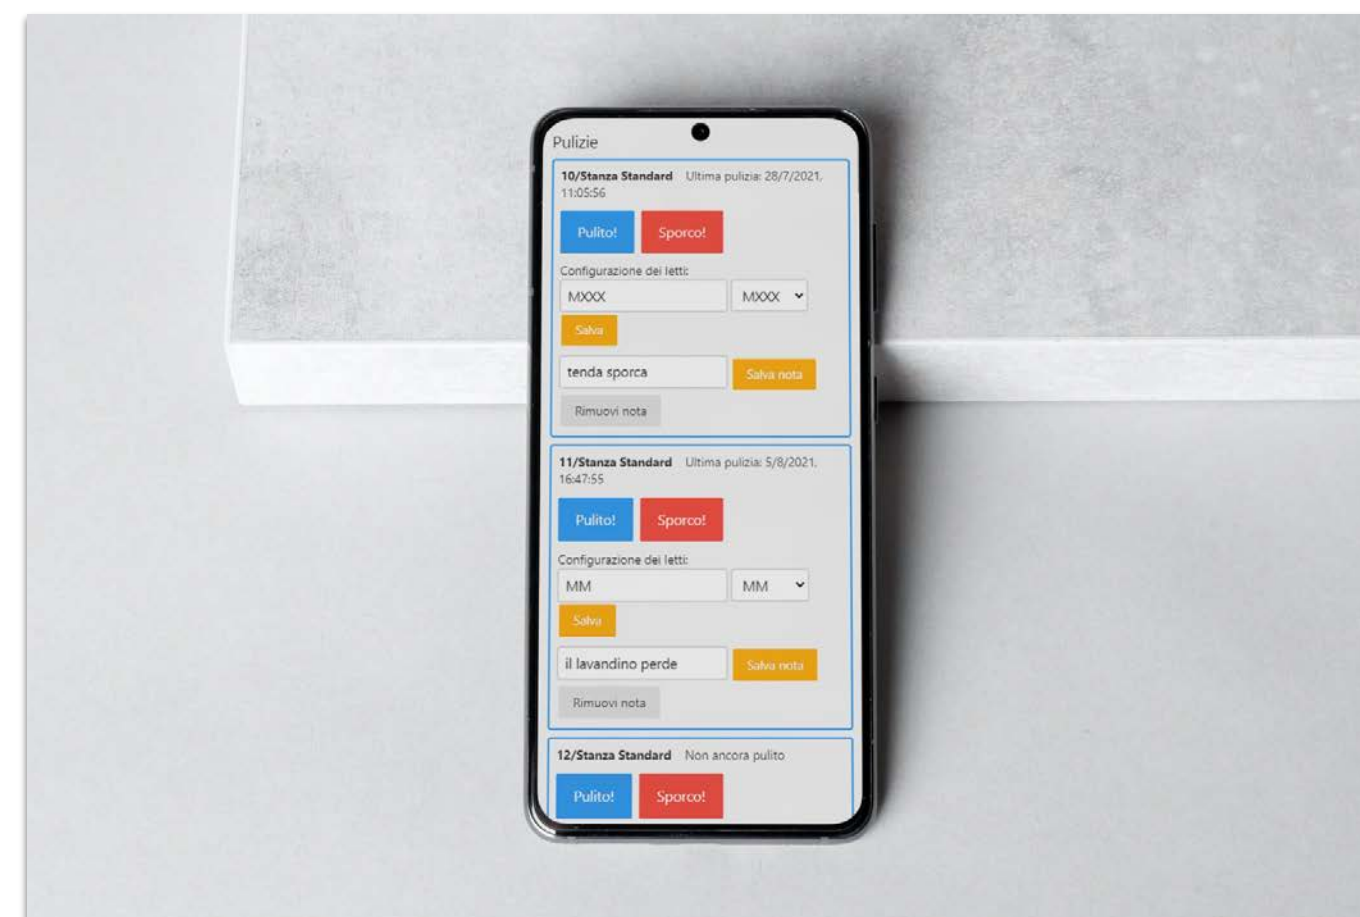 Pulizie
10/Stanza Standard Ultima pulizia: 28/7/2021,
11:05:56
Pulito! Sporco!
Configurazione dei letti:
MXXX MXXX
Salva
tenda sporca Salva nota
Rimuovi nota
11/Stanza Standard Ultima pulizia: 5/8/2021,
16:47:55
Pulito! Sporco!
Configurazione dei letti:
MM MM
Salva
il lavandino perde Salva nota
Rimuovi nota
12/Stanza Standard Non ancora pulito
Pulito! Sporco!